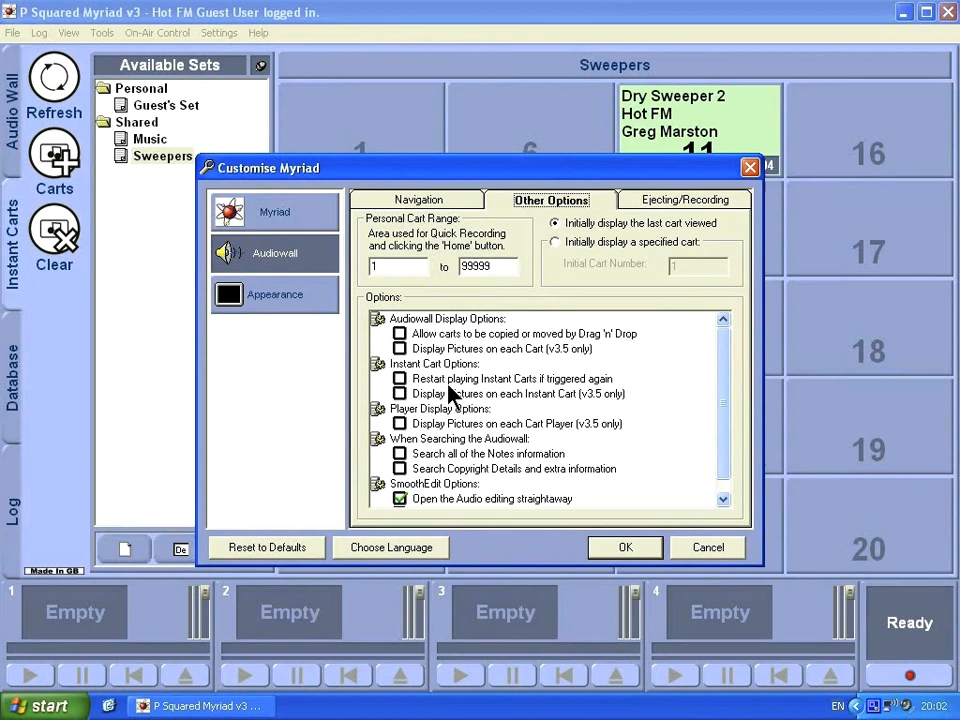 P Squared Myriad v3 - Hot FM Guest User logged in.
File Log View Tools On-Air Control Settings Help
Audio Wall
Instant Carts
Database
Log
Refresh
Carts
Clear
Made In GB
Available Sets
Personal
Guest's Set
Shared
Music
Sweepers
De
Sweepers
1
6
Dry Sweeper 2
Hot FM
Greg Marston
11
04
16
17
18
19
20
Customise Myriad
Myriad
Audiowall
Appearance
Navigation
Other Options
Ejecting/Recording
Personal Cart Range:
Area used for Quick Recording
and clicking the 'Home' button.
1 to 99999
Initially display the last cart viewed
Initially display a specified cart:
Initial Cart Number: 1
Options:
Audiowall Display Options:
Allow carts to be copied or moved by Drag 'n' Drop
Display Pictures on each Cart (v3.5 only)
Instant Cart Options:
Restart playing Instant Carts if triggered again
Display Pictures on each Instant Cart (v3.5 only)
Player Display Options:
Display Pictures on each Cart Player (v3.5 only)
When Searching the Audiowall:
Search all of the Notes information
Search Copyright Details and extra information
SmoothEdit Options:
Open the Audio editing straightaway
Reset to Defaults
Choose Language
OK
Cancel
1 Empty
2 Empty
3 Empty
4 Empty
Ready
start
P Squared Myriad v3 ...
EN
20:02